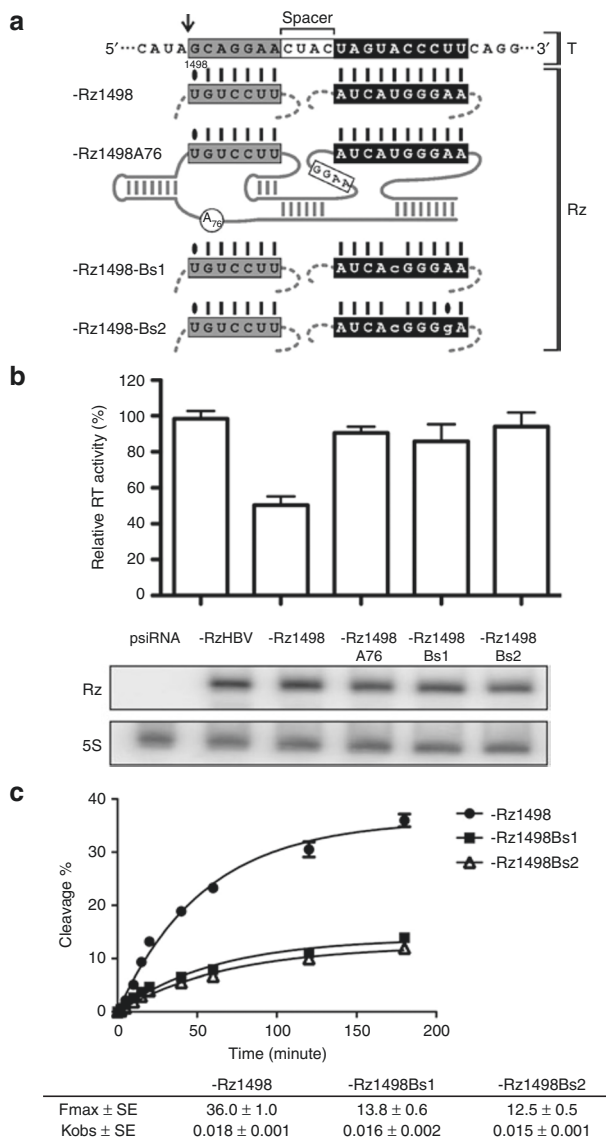 a
Spacer
5′···CAUAGCAGGAACUACUAGUACCCUUCAGG···3′ T
1498
-Rz1498 UGUCCUU AUCAUGGGAA
-Rz1498A76 UGUCCUU AUCAUGGGAA
GGAA
A76
Rz
-Rz1498-Bs1 UGUCCUU AUCAcGGGAA
-Rz1498-Bs2 UGUCCUU AUCAcGGGgA
b
Relative RT activity (%)
120
100
80
60
40
20
0
psiRNA -RzHBV -Rz1498 -Rz1498 A76 -Rz1498 Bs1 -Rz1498 Bs2
Rz
5S
c
Cleavage %
40
30
20
10
0
0 50 100 150 200
Time (minute)
-Rz1498
-Rz1498Bs1
-Rz1498Bs2
-Rz1498 -Rz1498Bs1 -Rz1498Bs2
Fmax ± SE 36.0 ± 1.0 13.8 ± 0.6 12.5 ± 0.5
Kobs ± SE 0.018 ± 0.001 0.016 ± 0.002 0.015 ± 0.001